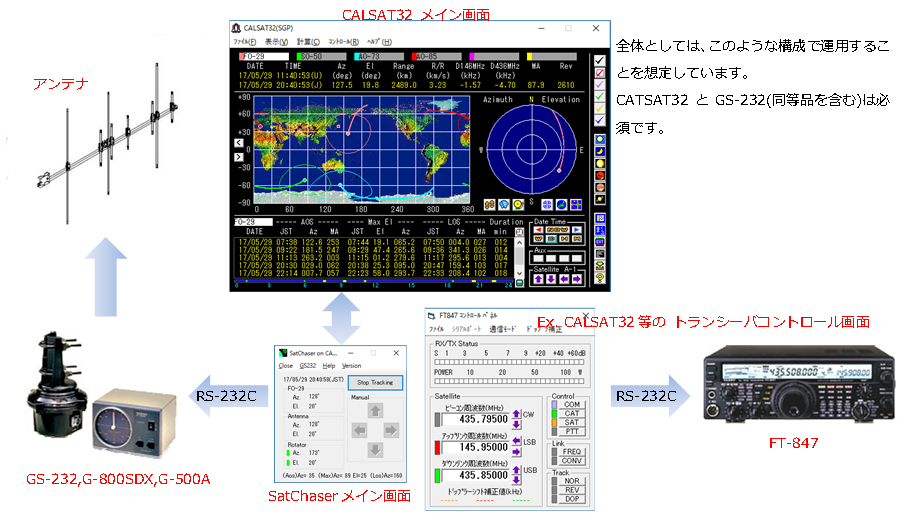 CALSAT32 メイン画面
アンテナ
CALSAT32(SGP)
ﾌｧｲﾙ(F) 表示(V) 計算(C) ｺﾝﾄﾛｰﾙ(R) ﾍﾙﾌﾟ(H)
FO-29 SO-50 AO-73 AO-85
DATE TIME Az El Range R/R D146MHz D436MHz MA Rev
(deg) (deg) (km) (km/s) (kHz) (kHz)
17/05/29 11:40:53(U) 127.5 19.8 2489.0 3.23 -1.57 -4.70 87.9 2610
17/05/29 20:40:53(J)
+90
+60
+30
00
-30
-60
-90
0 60 120 180 240 300 360
Azimuth N Elevation
W E
S
FO-29 ----- AOS ----- ---- Max El ---- ----- LOS ----- Duration
DATE JST Az MA JST El Az JST Az MA min
17/05/29 07:38 122.6 253 07:44 19.1 065.2 07:50 004.0 027 012
17/05/29 09:22 181.5 247 09:29 47.4 265.6 09:36 341.3 026 014
17/05/29 11:13 263.2 003 11:15 01.2 279.6 11:17 295.6 013 004
17/05/29 20:30 029.0 062 20:38 25.3 095.0 20:47 159.4 103 017
17/05/29 22:14 007.7 057 22:23 58.0 293.7 22:33 208.4 102 018
Date Time
NOW
Aux
Satellite A-1
全体としては、このような構成で運用するこ
とを想定しています。
CATSAT32 と GS-232(同等品を含む)は必
須です。
SatChaser on CA...
Close GS232 Help Version
17/05/29 20:40:50(JST)
Stop Tracking
FO-29
Az. 128°
El. 20°
Manual
Antenna
Az. 128°
El. 20°
Rotator
Az. 173°
El. 20°
(Aos)Az= 35 (Max)Az= 89 El=25 (Los)Az=160
SatChaser メイン画面
RS-232C
GS-232,G-800SDX,G-500A
FT847 ｺﾝﾄﾛｰﾙ ﾊﾟﾈﾙ
Ex. CALSAT32等の トランシーバコントロール画面
ﾌｧｲﾙ ｼﾘｱﾙﾎﾟｰﾄ 通信モード ドップラ補正
RX/TX Status
S 1 3 5 7 9 +20 +40 +60dB
POWER 10 20 50 100 W
Satellite
ビーコン周波数(MHz)
435.79500 CW
アップリンク周波数(MHz)
145.95000 LSB
ダウンリンク周波数(MHz)
435.85000 USB
ドップラーシフト補正値(kHz)
Control
COM
CAT
SAT
PTT
Link
FREQ
CONV
Track
NOR
REV
DOP
RS-232C
435.508.000
FT-847